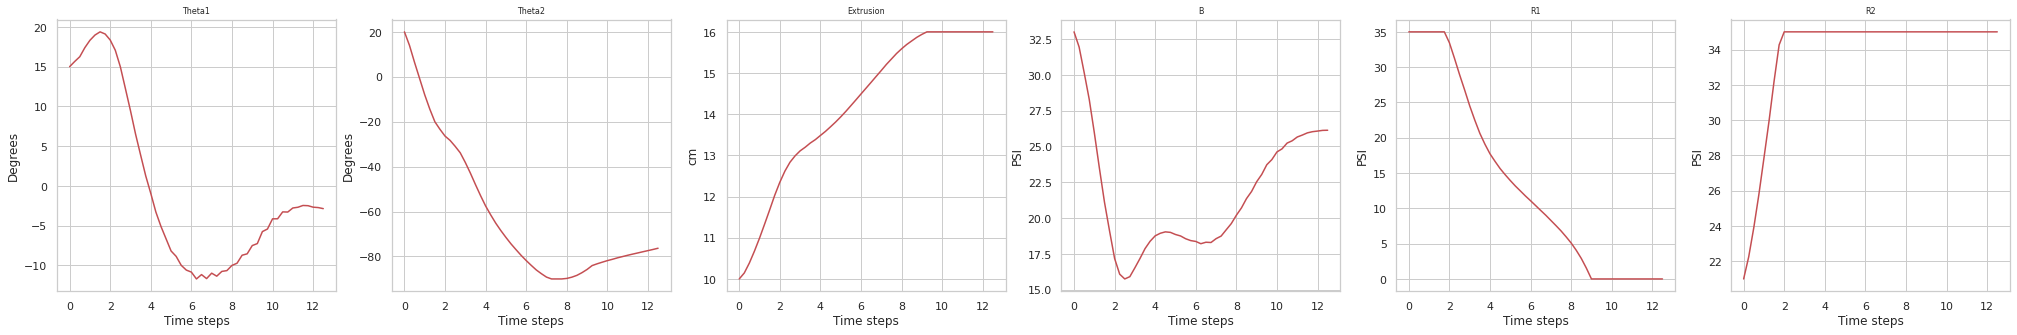 Theta1
20
15
10
5
0
−5
−10
Degrees
0 2 4 6 8 10 12
Time steps
Theta2
20
0
−20
−40
−60
−80
Degrees
0 2 4 6 8 10 12
Time steps
Extrusion
16
15
14
13
12
11
10
cm
0 2 4 6 8 10 12
Time steps
B
32.5
30.0
27.5
25.0
22.5
20.0
17.5
15.0
PSI
0 2 4 6 8 10 12
Time steps
R1
35
30
25
20
15
10
5
0
PSI
0 2 4 6 8 10 12
Time steps
R2
34
32
30
28
26
24
22
PSI
0 2 4 6 8 10 12
Time steps